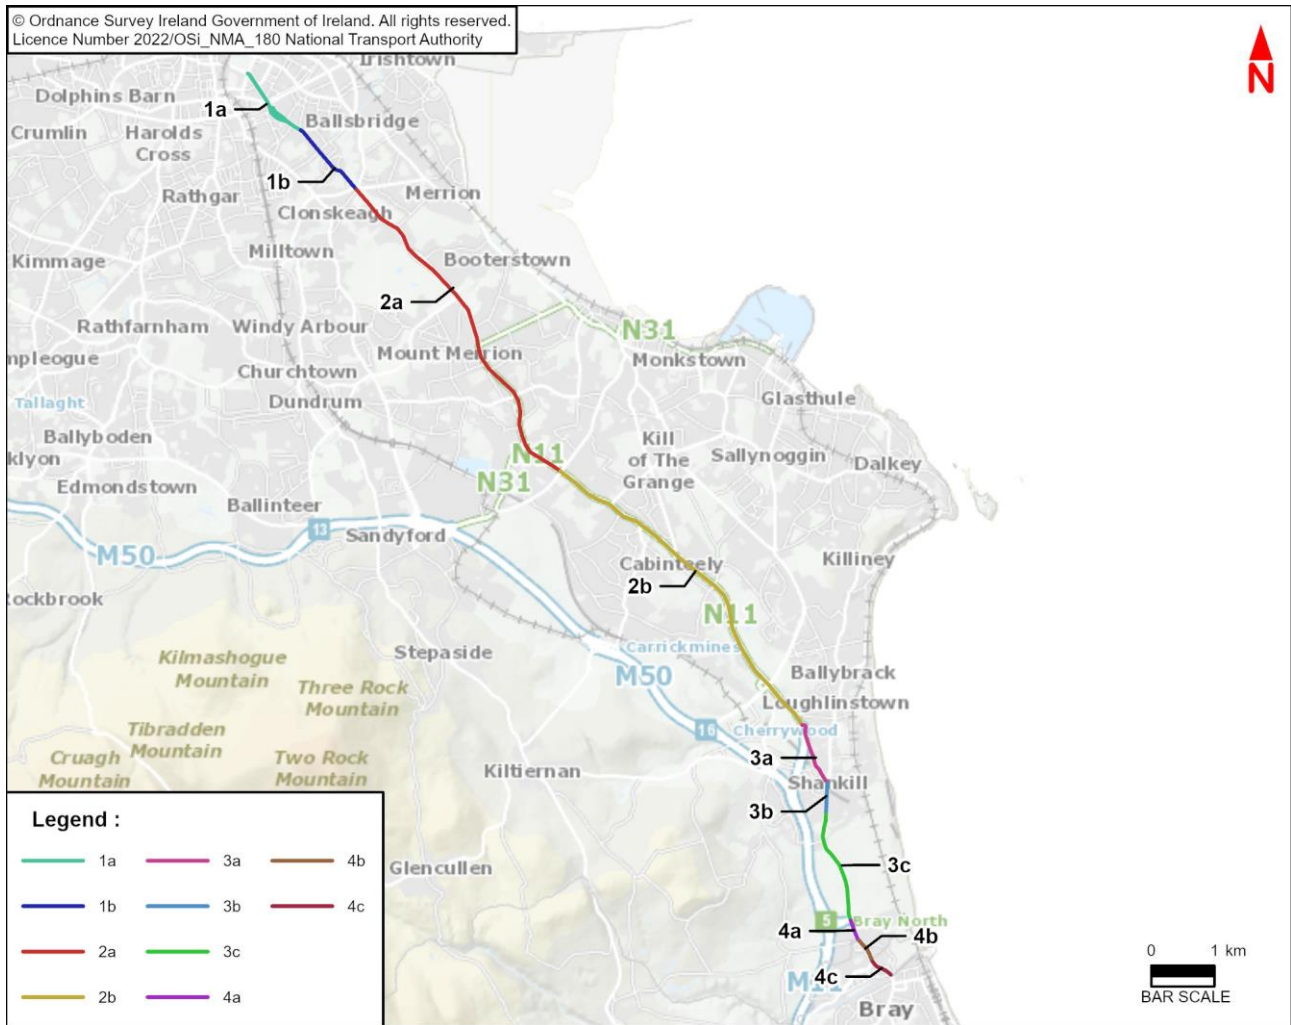 © Ordnance Survey Ireland Government of Ireland. All rights reserved.
Licence Number 2022/OSi_NMA_180 National Transport Authority
N
Irishtown
Dolphins Barn
1a
Ballsbridge
Crumlin
Harolds
Cross
1b
Merrion
Rathgar
Clonskeagh
Milltown
Kimmage
Booterstown
2a
Rathfarnham
Windy Arbour
N31
mpleogue
Mount Merrion
Monkstown
Churchtown
Tallaght
Dundrum
Glasthule
Ballyboden
klyon
N11
Kill
of The
Grange
Sallynoggin
Dalkey
N31
Edmondstown
Ballinteer
13
Sandyford
M50
Cabinteely
Killiney
2b
Rockbrook
N11
Carrickmines
Stepaside
Kilmashogue
Mountain
M50
Ballybrack
Three Rock
Mountain
Loughlinstown
Tibradden
Mountain
16
Cherrywood
Cruagh
Mountain
Two Rock
Mountain
3a
Kiltiernan
Shankill
3b
Glencullen
3c
5
Bray North
4a
4b
4c
M11
Bray
Legend :
1a 3a 4b
1b 3b 4c
2a 3c
2b 4a
0 1 km
BAR SCALE